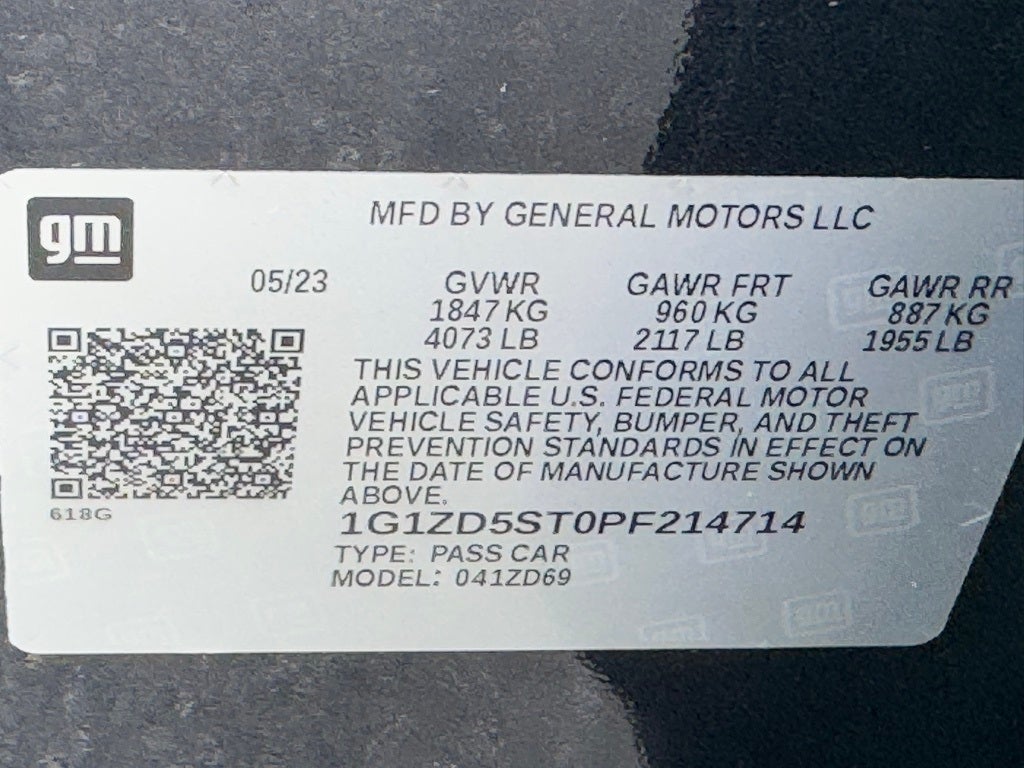 gm
MFD BY GENERAL MOTORS LLC
05/23 GVWR GAWR FRT GAWR RR
1847 KG 960 KG 887 KG
4073 LB 2117 LB 1955 LB
THIS VEHICLE CONFORMS TO ALL
APPLICABLE U.S. FEDERAL MOTOR
VEHICLE SAFETY, BUMPER, AND THEFT
PREVENTION STANDARDS IN EFFECT ON
THE DATE OF MANUFACTURE SHOWN
ABOVE.
618G
1G1ZD5ST0PF214714
TYPE: PASS CAR
MODEL: 041ZD69